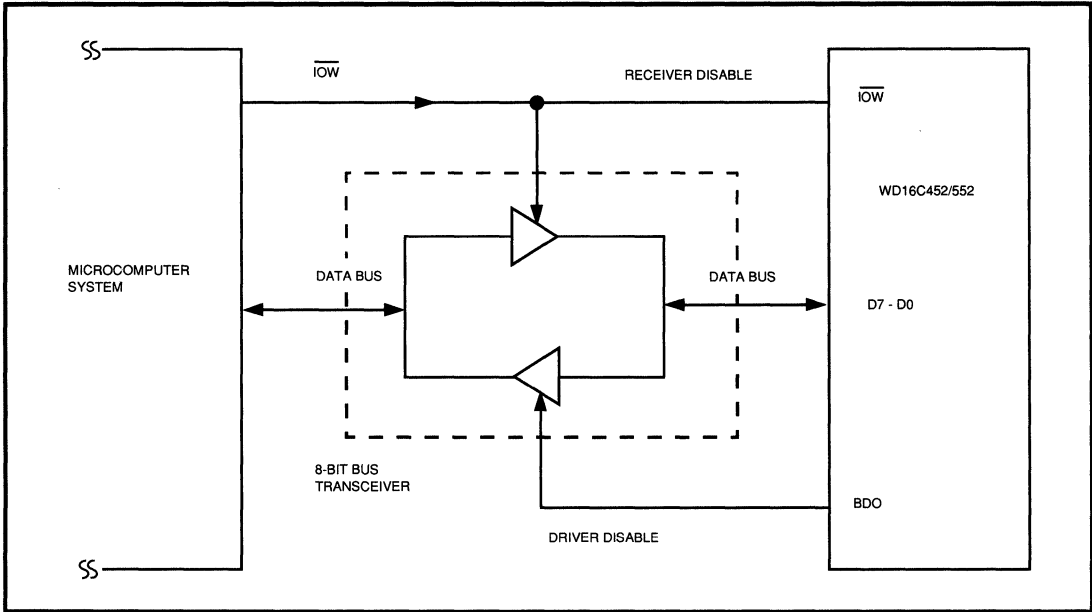 IOW
RECEIVER DISABLE
IOW
WD16C452/552
MICROCOMPUTER
SYSTEM
DATA BUS
DATA BUS
D7 - D0
8-BIT BUS
TRANSCEIVER
BDO
DRIVER DISABLE